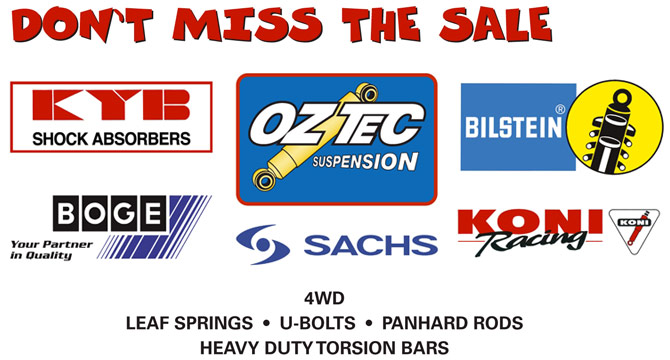 DON'T MISS THE SALE
KYB
SHOCK ABSORBERS
OZTEC
SUSPENSION
BILSTEIN®
BOGE
Your Partner
in Quality
SACHS
KONI
Racing
KONI
4WD
LEAF SPRINGS • U-BOLTS • PANHARD RODS
HEAVY DUTY TORSION BARS